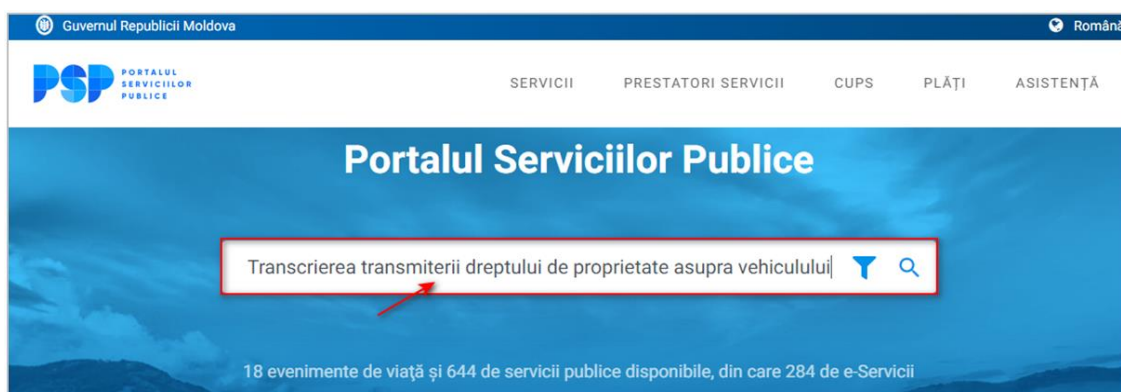 Guvernul Republicii Moldova
Română
PSP
PORTALUL
SERVICIILOR
PUBLICE
SERVICII PRESTATORI SERVICII CUPS PLĂȚI ASISTENȚĂ
Portalul Serviciilor Publice
Transcrierea transmiterii dreptului de proprietate asupra vehiculului
18 evenimente de viață și 644 de servicii publice disponibile, din care 284 de e-Servicii